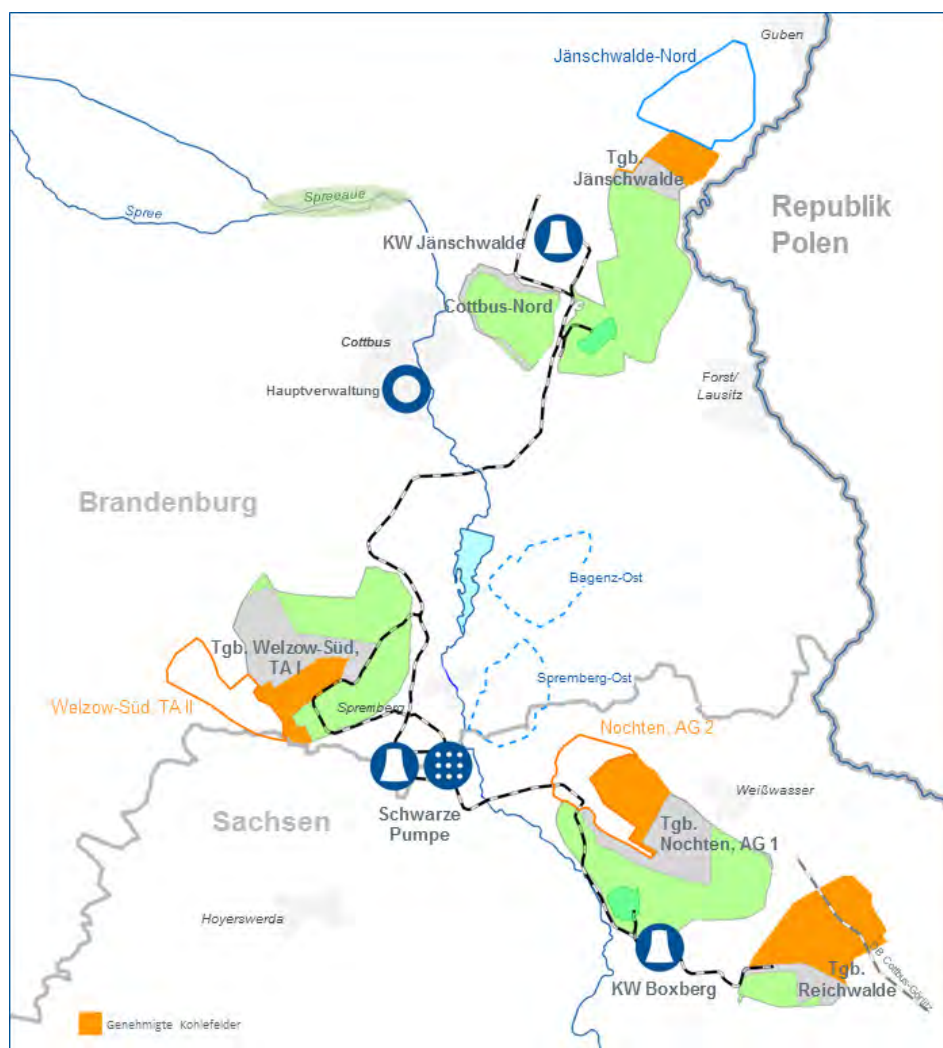 Guben
Jänschwalde-Nord
Tgb.
Jänschwalde
Spreeaue
Spree
Republik
Polen
KW Jänschwalde
Cottbus-Nord
Cottbus
Hauptverwaltung
Forst/
Lausitz
Brandenburg
Bagenz-Ost
Tgb. Welzow-Süd,
TA I
Spremberg-Ost
Welzow-Süd, TA II
Spremberg
Nochten, AG 2
Weißwasser
Sachsen
Schwarze
Pumpe
Tgb.
Nochten, AG 1
Hoyerswerda
KW Boxberg
Tgb.
Reichwalde
Cottbus-Görlitz
Genehmigte Kohlefelder